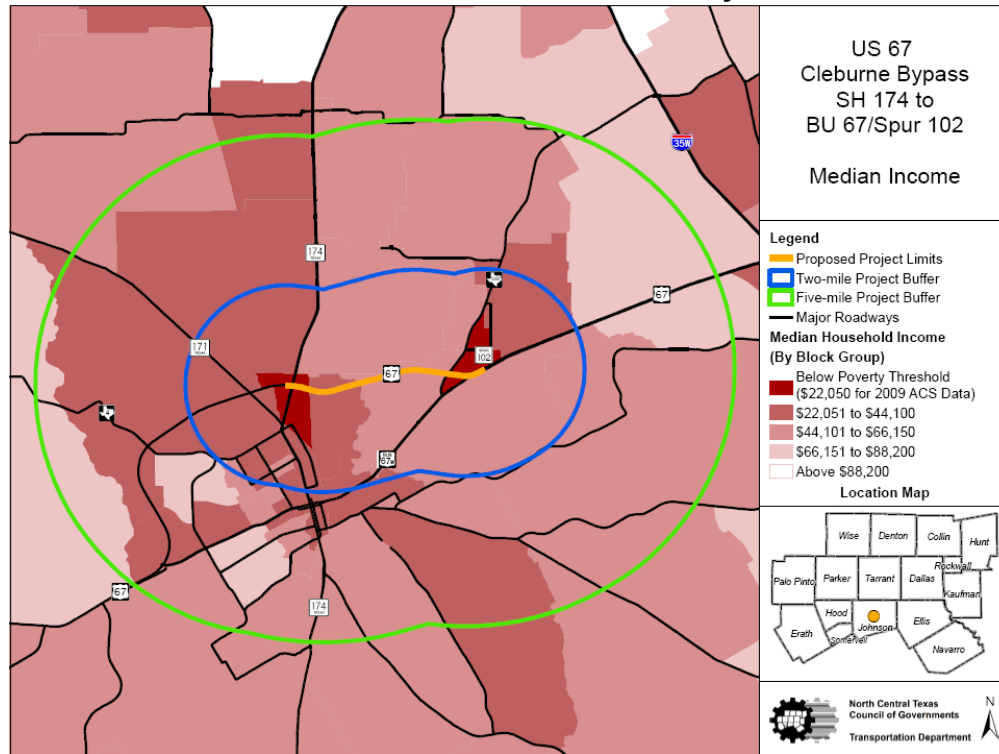 US 67
Cleburne Bypass
SH 174 to
BU 67/Spur 102
Median Income
Legend
Proposed Project Limits
Two-mile Project Buffer
Five-mile Project Buffer
Major Roadways
Median Household Income
(By Block Group)
Below Poverty Threshold
($22,050 for 2009 ACS Data)
$22,051 to $44,100
$44,101 to $66,150
$66,151 to $88,200
Above $88,200
Location Map
Wise
Denton
Collin
Hunt
Rockwall
Palo Pinto
Parker
Tarrant
Dallas
Kaufman
Hood
Johnson
Ellis
Erath
Somervell
Navarro
North Central Texas
Council of Governments
Transportation Department
N
35W
174
67
171
102
67
67
174
67